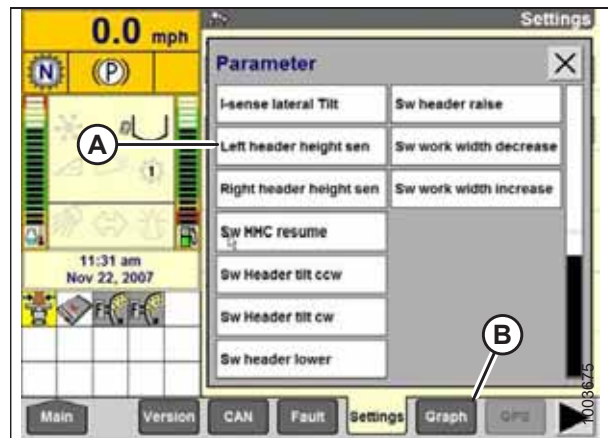 0.0 mph
Settings
N
(P)
Parameter
I-sense lateral Tilt
Sw header raise
A
Left header height sen
Sw work width decrease
1
Right header height sen
Sw work width increase
Sw HHC resume
11:31 am
Nov 22, 2007
Sw Header tilt ccw
Sw Header tilt cw
B
Sw header lower
Main
Version
CAN
Fault
Settings
Graph
GPS
1003675